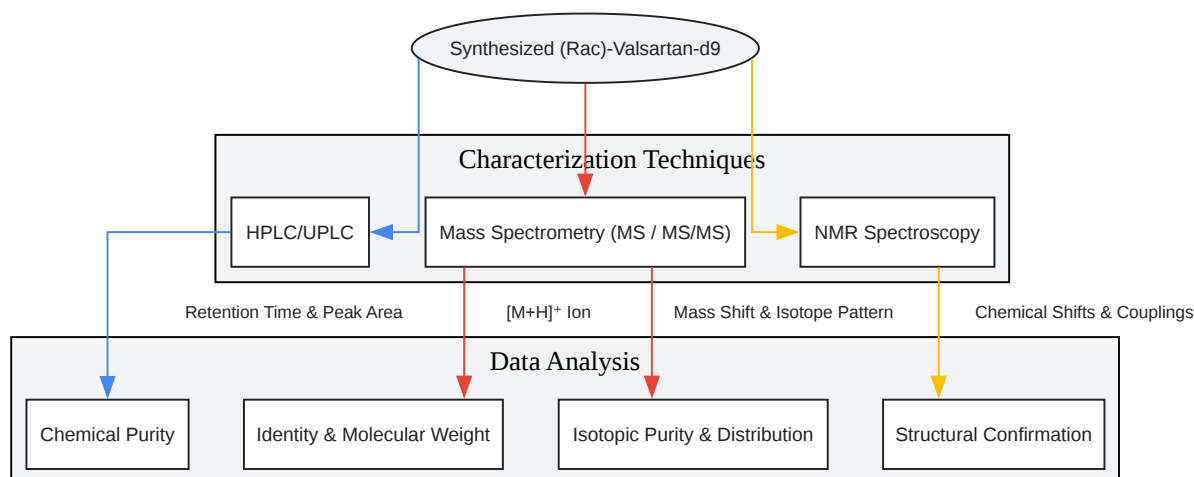 Synthesized (Rac)-Valsartan-d9
Characterization Techniques
HPLC/UPLC
Mass Spectrometry (MS / MS/MS)
NMR Spectroscopy
Retention Time & Peak Area
[M+H]⁺ Ion
Mass Shift & Isotope Pattern
Chemical Shifts & Couplings
Data Analysis
Chemical Purity
Identity & Molecular Weight
Isotopic Purity & Distribution
Structural Confirmation